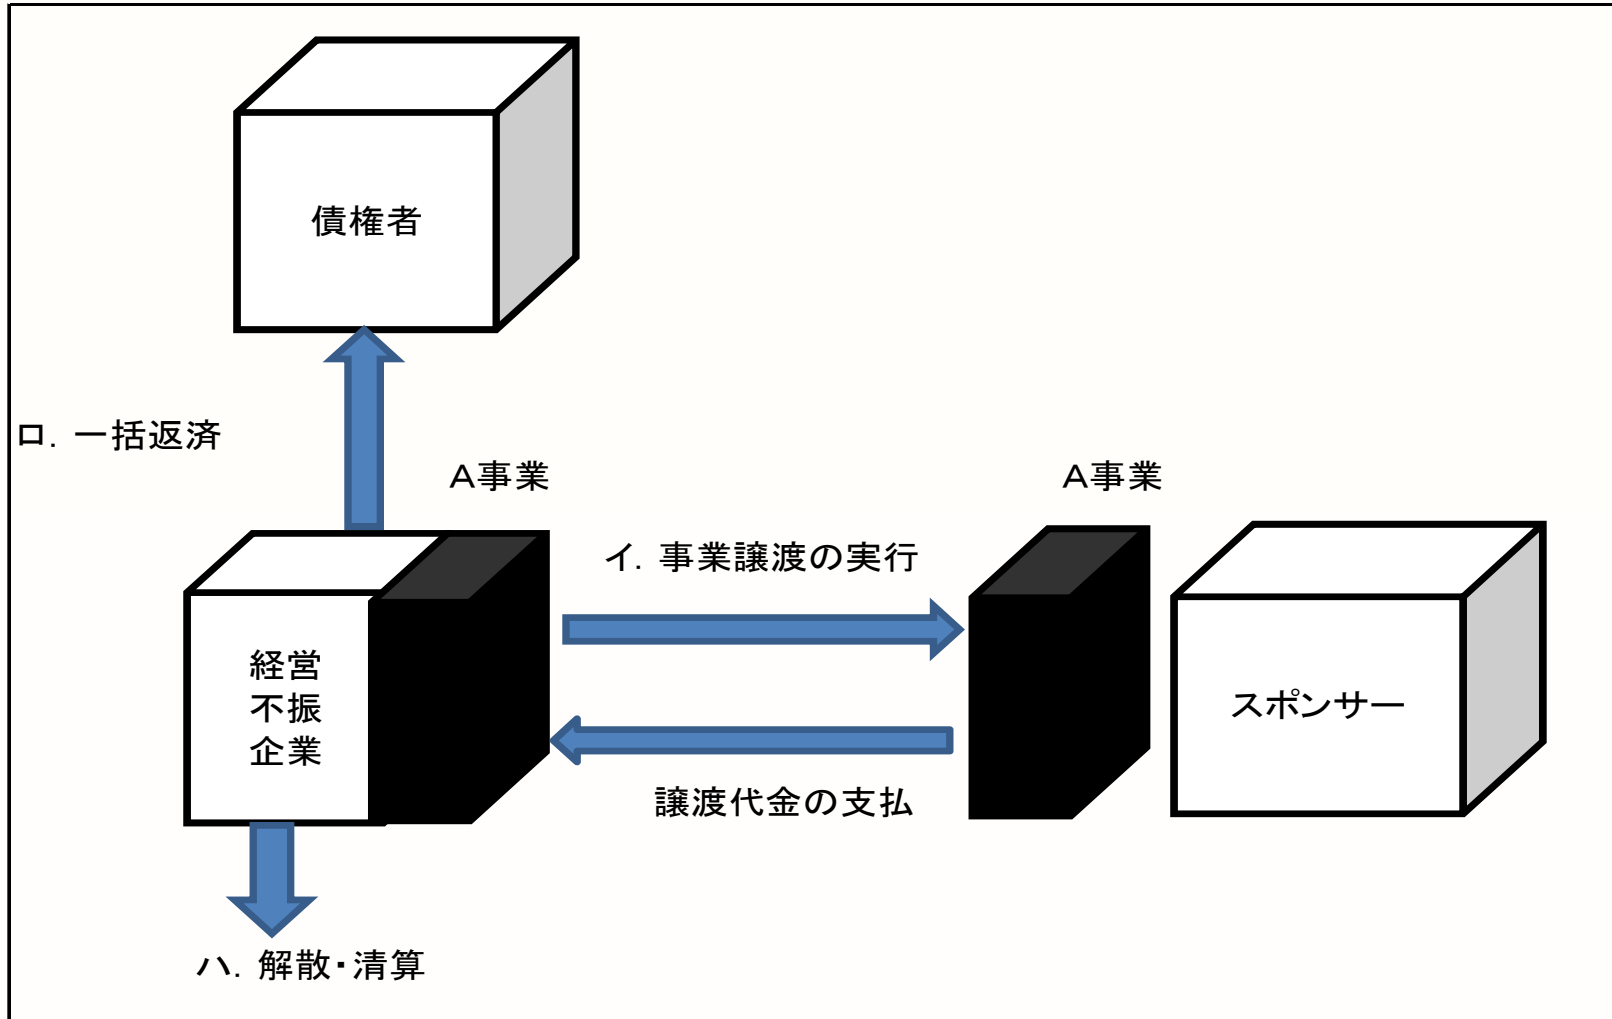 債権者
ロ．一括返済
Ａ事業
Ａ事業
イ．事業譲渡の実行
経営
不振
企業
スポンサー
譲渡代金の支払
ハ．解散・清算